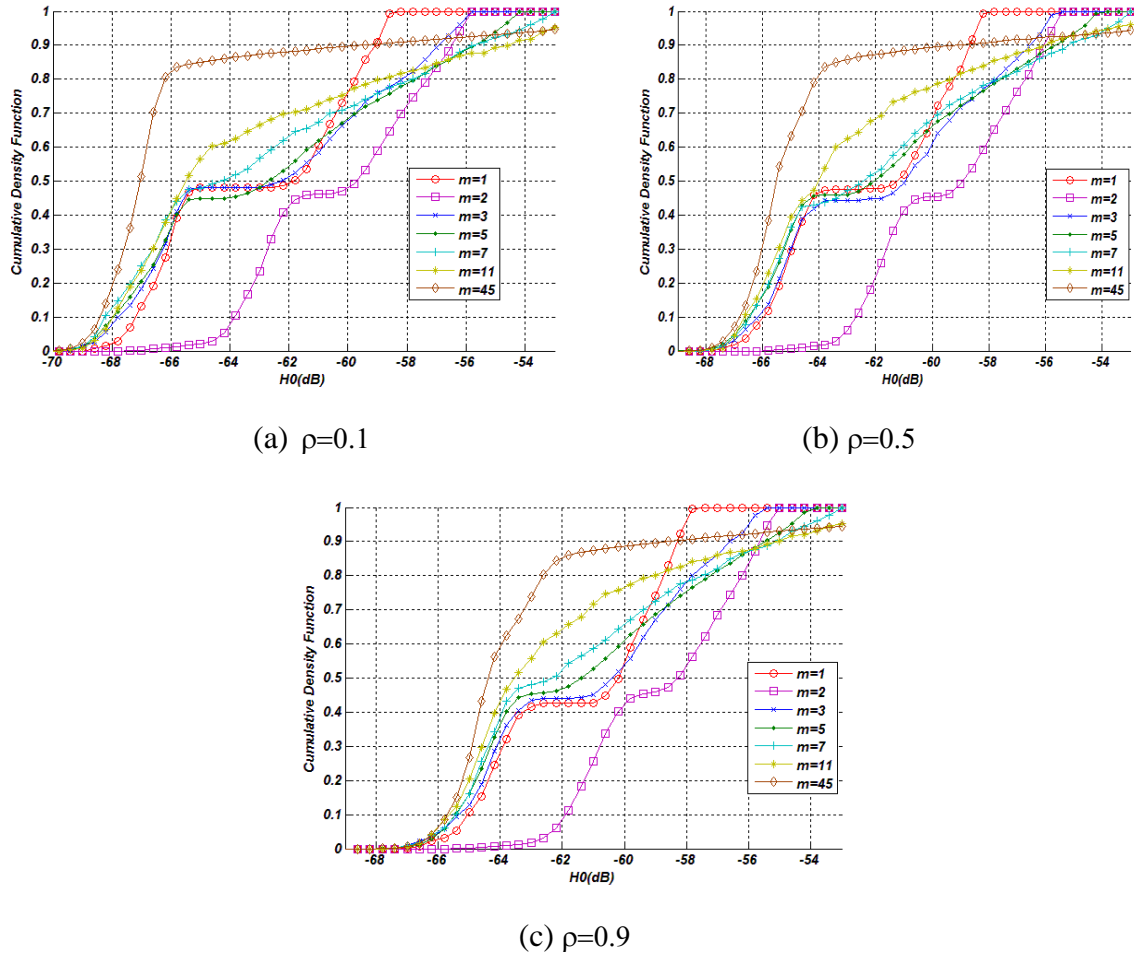 Cumulative Density Function
1
0.9
0.8
0.7
0.6
0.5
0.4
0.3
0.2
0.1
0
-70 -68 -66 -64 -62 -60 -58 -56 -54
H0(dB)
m=1
m=2
m=3
m=5
m=7
m=11
m=45
(a) ρ=0.1
Cumulative Density Function
1
0.9
0.8
0.7
0.6
0.5
0.4
0.3
0.2
0.1
0
-68 -66 -64 -62 -60 -58 -56 -54
H0(dB)
m=1
m=2
m=3
m=5
m=7
m=11
m=45
(b) ρ=0.5
Cumulative Density Function
1
0.9
0.8
0.7
0.6
0.5
0.4
0.3
0.2
0.1
0
-68 -66 -64 -62 -60 -58 -56 -54
H0(dB)
m=1
m=2
m=3
m=5
m=7
m=11
m=45
(c) ρ=0.9